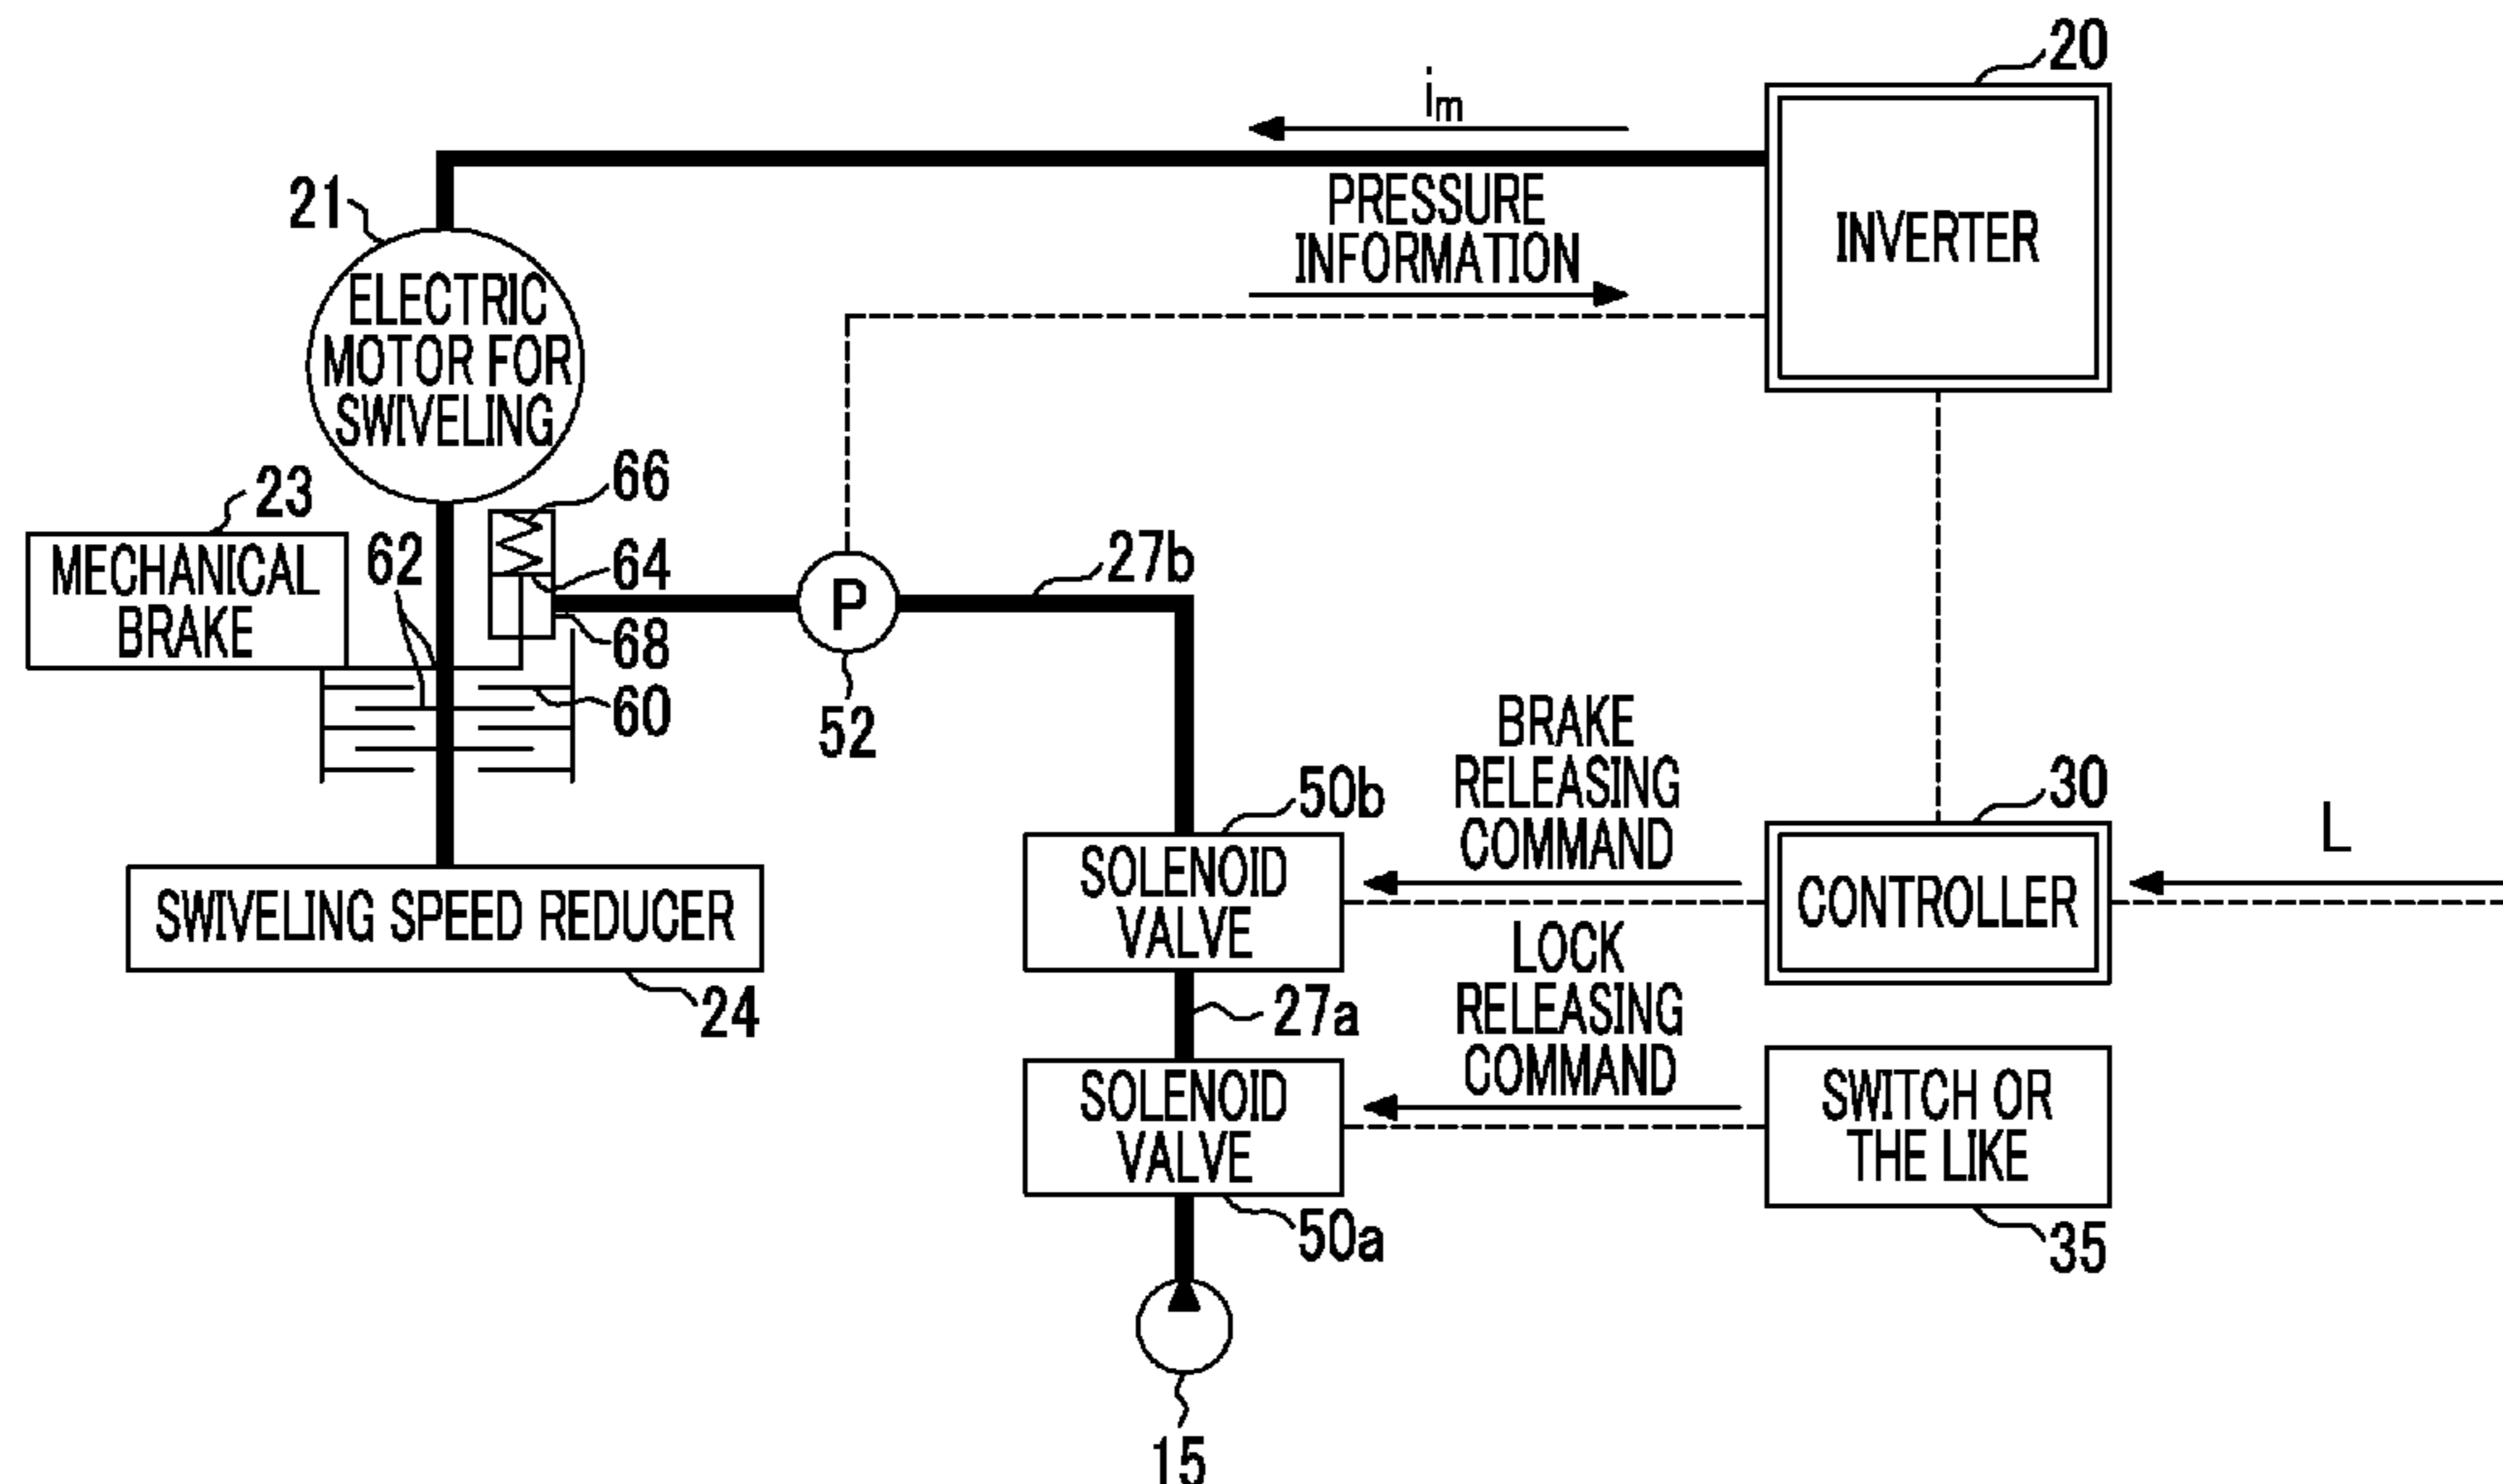 20
im
21
PRESSURE
INFORMATION
INVERTER
ELECTRIC
MOTOR FOR
SWIVELING
66
23
MECHANICAL
BRAKE
62
64
27b
P
68
60
52
BRAKE
RELEASING
COMMAND
50b
30
L
SOLENOID
VALVE
CONTROLLER
SWIVELING SPEED REDUCER
24
LOCK
RELEASING
COMMAND
27a
SOLENOID
VALVE
SWITCH OR
THE LIKE
50a
35
15